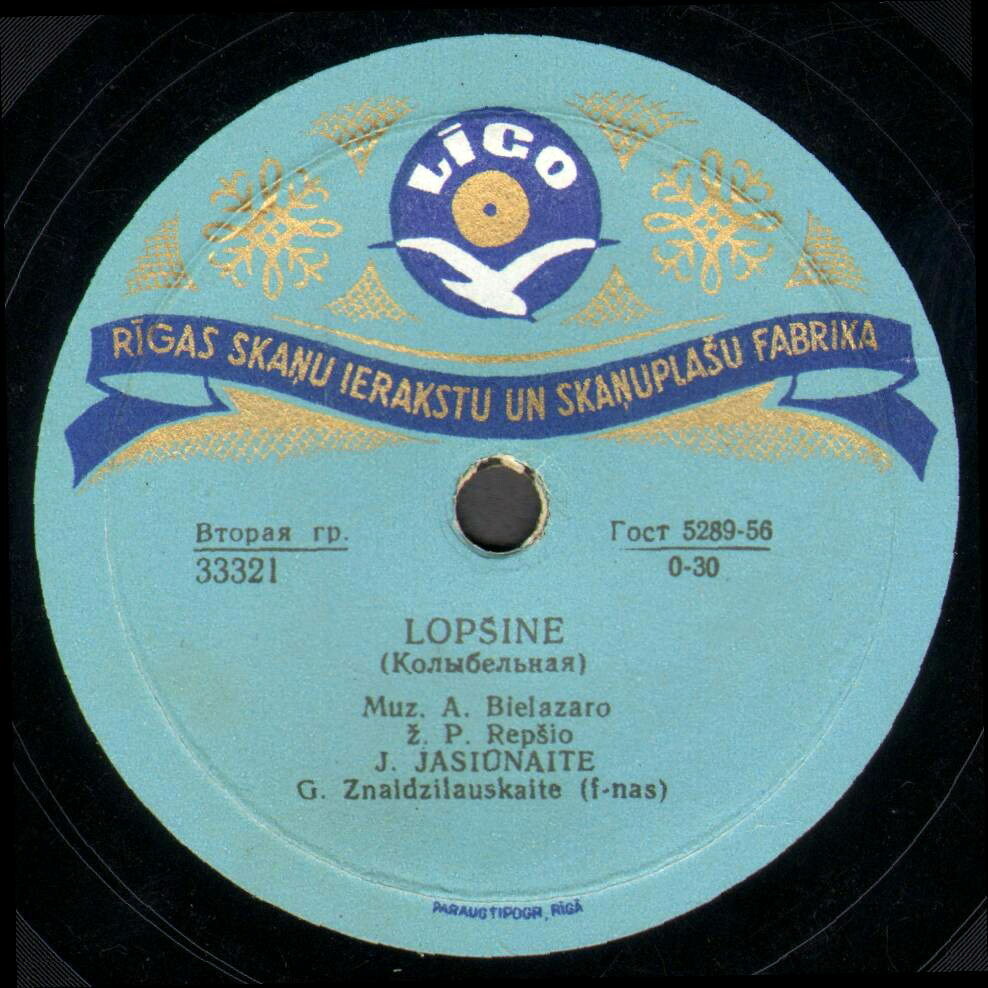 LĪGO
RĪGAS SKAŅU IERAKSTU UN SKAŅUPLAŠU FABRIKA
Вторая гр.
33321
Гост 5289-56
0-30
LOPŠINE
(Колыбельная)
Muz. A. Bielazaro
ž. P. Repšio
J. JASIŪNAITE
G. Znaidzilauskaite (f-nas)
PARAUGTIPOGR, RĪGĀ